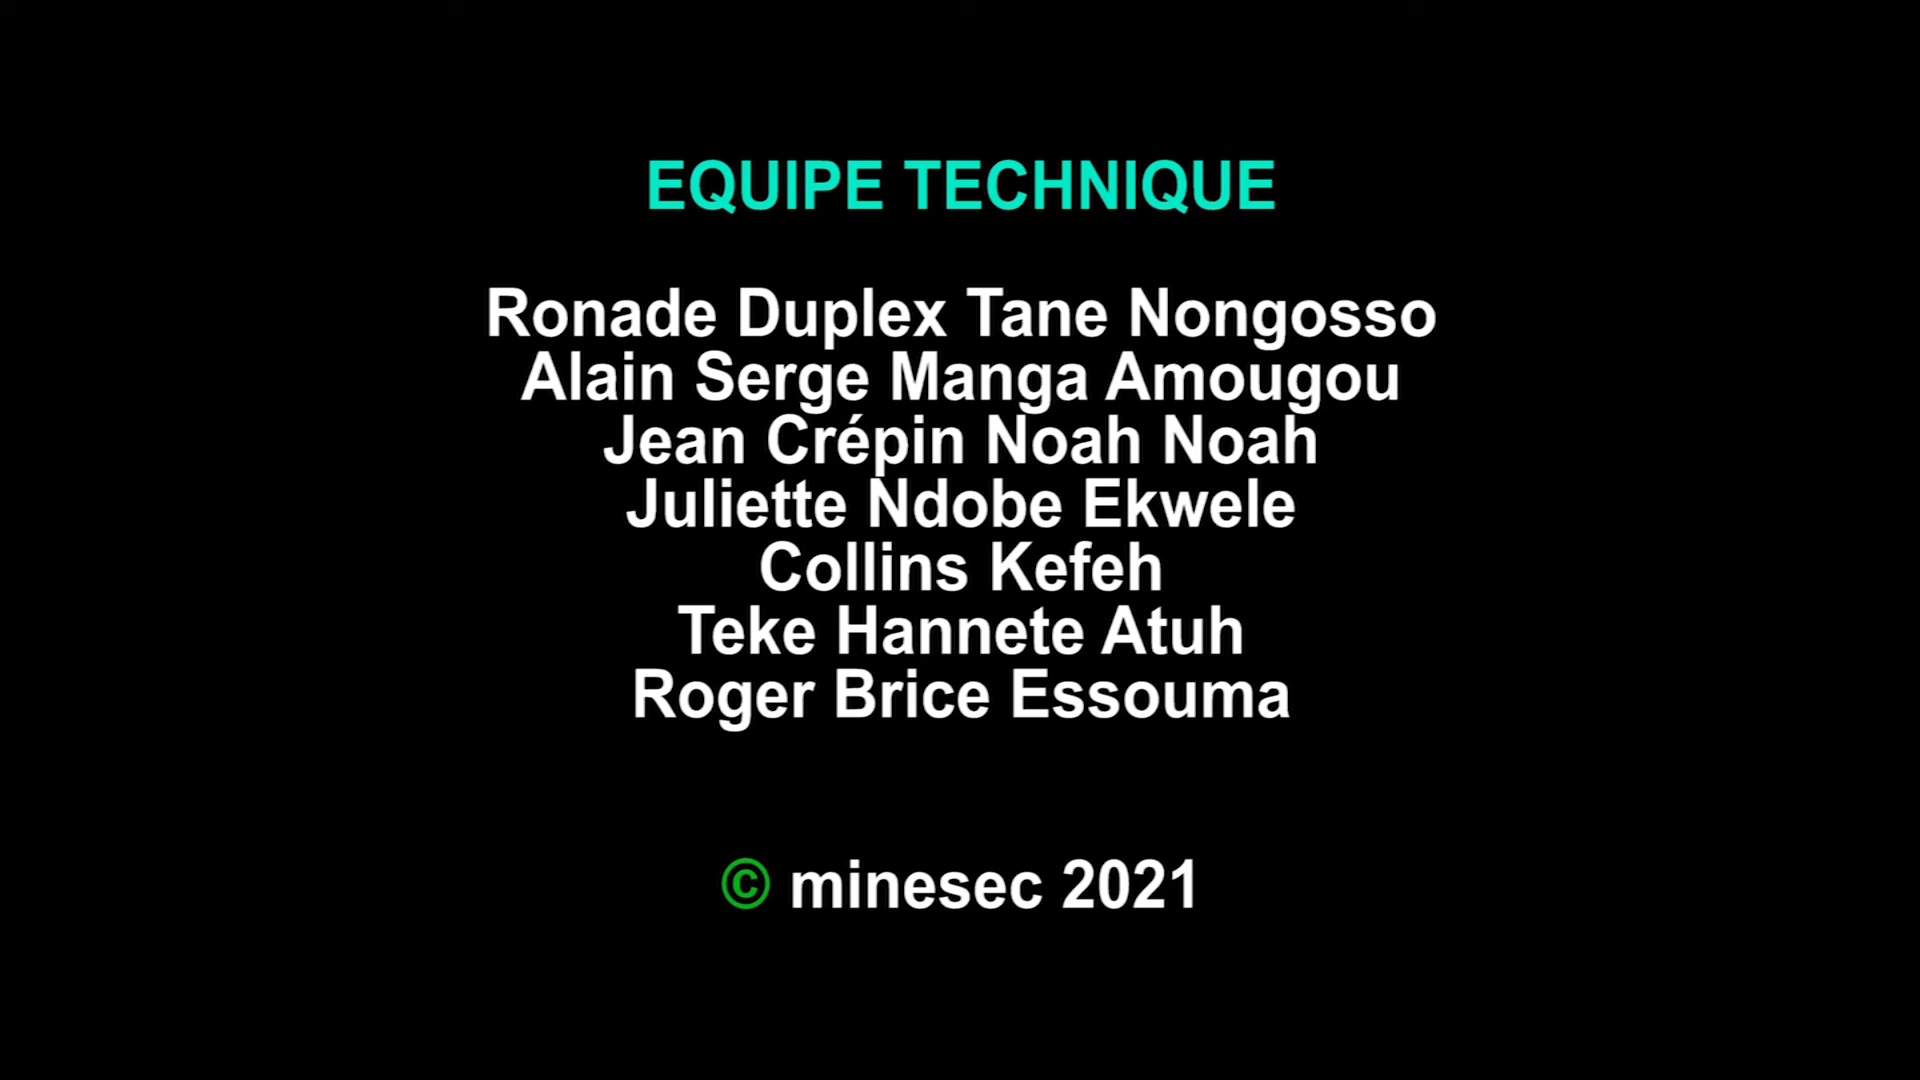 EQUIPE TECHNIQUE
Ronade Duplex Tane Nongosso
Alain Serge Manga Amougou
Jean Crépin Noah Noah
Juliette Ndobe Ekwele
Collins Kefeh
Teke Hannete Atuh
Roger Brice Essouma
© minesec 2021